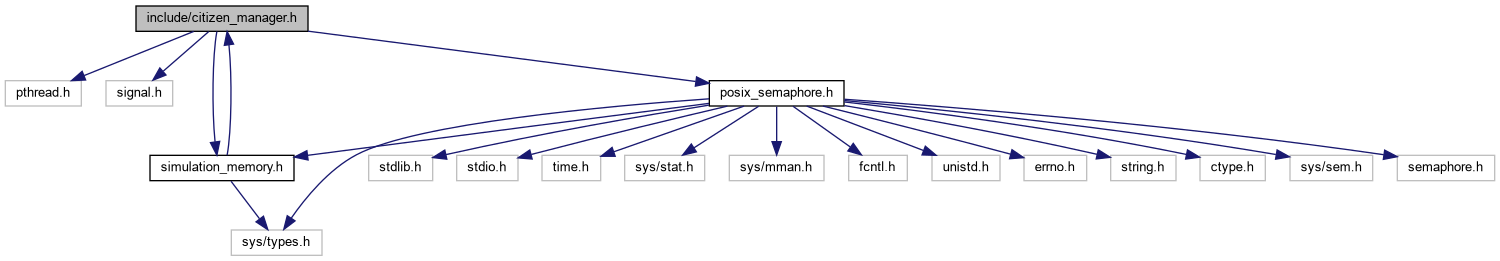 include/citizen_manager.h
pthread.h
signal.h
posix_semaphore.h
simulation_memory.h
stdlib.h
stdio.h
time.h
sys/stat.h
sys/mman.h
fcntl.h
unistd.h
errno.h
string.h
ctype.h
sys/sem.h
semaphore.h
sys/types.h